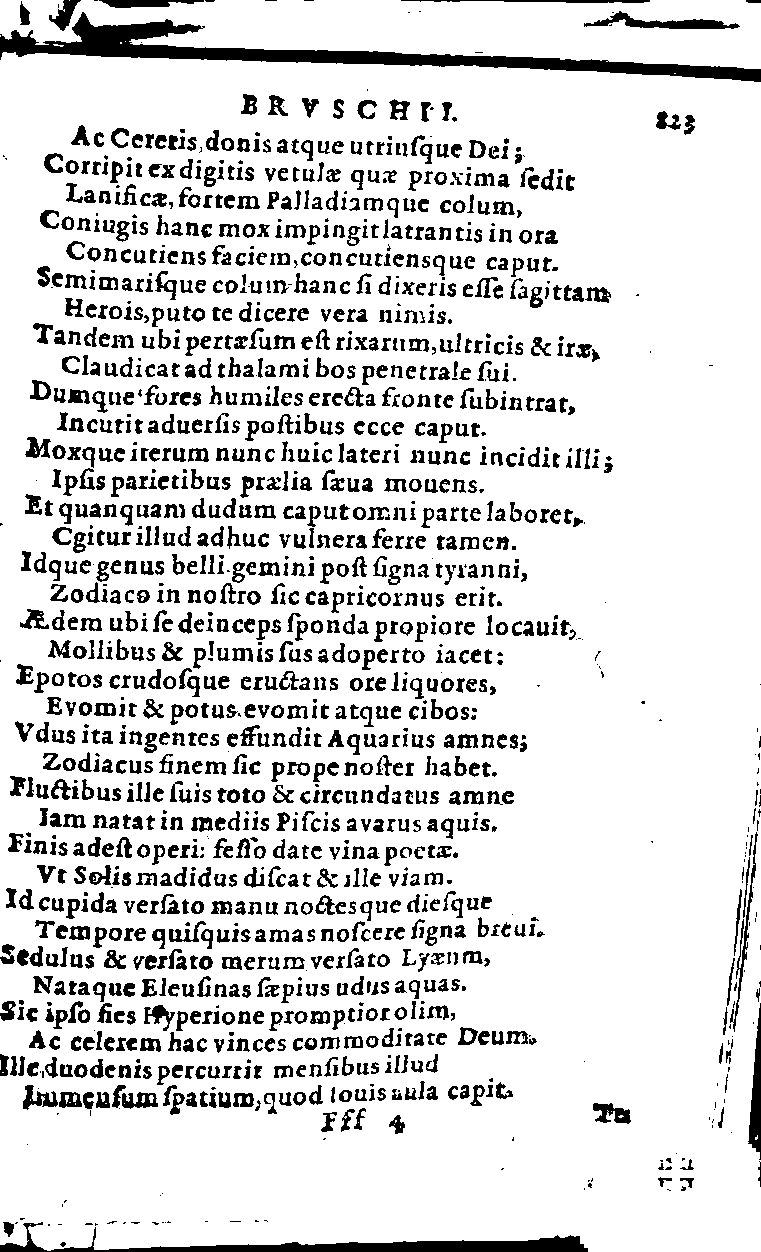 BRVSCHII.
823
Ac Cereris, donis atque utriuſque Dei;
Corripit ex digitis vetulæ quæ proxima ſedit
Lanificæ, fortem Palladiamque colum,
Coniugis hanc mox impingit latrantis in ora
Concutiens faciem, concutiensque caput.
Semimariſque colum hanc ſi dixeris eſſe ſagittam
Herois, puto te dicere vera nimis.
Tandem ubi pertæſum eſt rixarum, ultricis & iræ,
Claudicat ad thalami bos penetrale ſui.
Dumque fores humiles erecta fronte ſubintrat,
Incutit aduerſis poſtibus ecce caput.
Moxque iterum nunc huic lateri nunc incidit illi;
Ipſis parietibus prælia ſæua mouens.
Et quanquam dudum caput omni parte laboret,
Cgitur illud adhuc vulnera ferre tamen.
Idque genus belli gemini poſt ſigna tyranni,
Zodiaco in noſtro ſic capricornus erit.
Ædem ubi ſe deinceps ſponda propiore locauit,
Mollibus & plumis ſus adoperto iacet:
Epotos crudoſque eructans ore liquores,
Evomit & potus evomit atque cibos:
Vdus ita ingentes effundit Aquarius amnes;
Zodiacus finem ſic prope noſter habet.
Fluctibus ille ſuis toto & circundatus amne
Iam natat in mediis Piſcis avarus aquis.
Finis adeſt operi: feſſo date vina poetæ.
Vt Solis madidus diſcat & ille viam.
Id cupida verſato manu noctesque dieſque
Tempore quiſquis amas noſcere ſigna breui.
Sedulus & verſato merum verſato Lyæum,
Nataque Eleuſinas ſæpius udus aquas.
Sic ipſo fies Hyperione promptior olim,
Ac celerem hac vinces commoditate Deum.
Ille, duodenis percurrit menſibus illud
Immenſum ſpatium, quod Iouis aula capit.
Fff 4
Tu